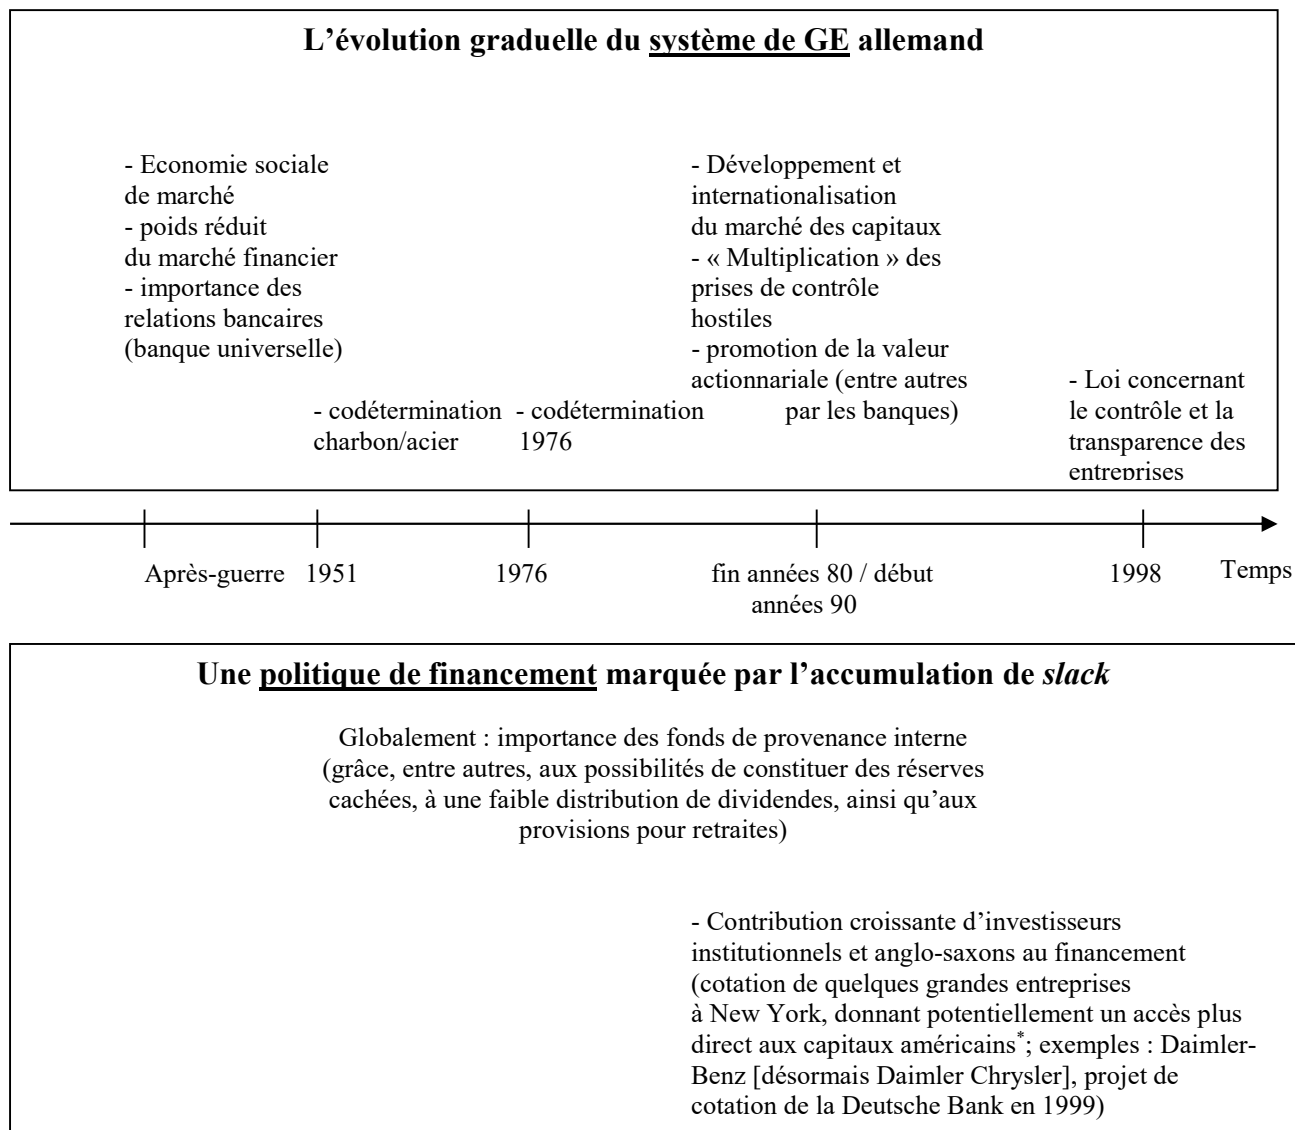 L’évolution graduelle du système de GE allemand
- Economie sociale
de marché
- poids réduit
du marché financier
- importance des
relations bancaires
(banque universelle)
- codétermination
charbon/acier
- codétermination
1976
- Développement et
internationalisation
du marché des capitaux
- « Multiplication » des
prises de contrôle
hostiles
- promotion de la valeur
actionnariale (entre autres
par les banques)
- Loi concernant
le contrôle et la
transparence des
entreprises
Après-guerre
1951
1976
fin années 80 / début
années 90
1998
Temps
Une politique de financement marquée par l’accumulation de slack
Globalement : importance des fonds de provenance interne
(grâce, entre autres, aux possibilités de constituer des réserves
cachées, à une faible distribution de dividendes, ainsi qu’aux
provisions pour retraites)
- Contribution croissante d’investisseurs
institutionnels et anglo-saxons au financement
(cotation de quelques grandes entreprises
à New York, donnant potentiellement un accès plus
direct aux capitaux américains*; exemples : Daimler-
Benz [désormais Daimler Chrysler], projet de
cotation de la Deutsche Bank en 1999)